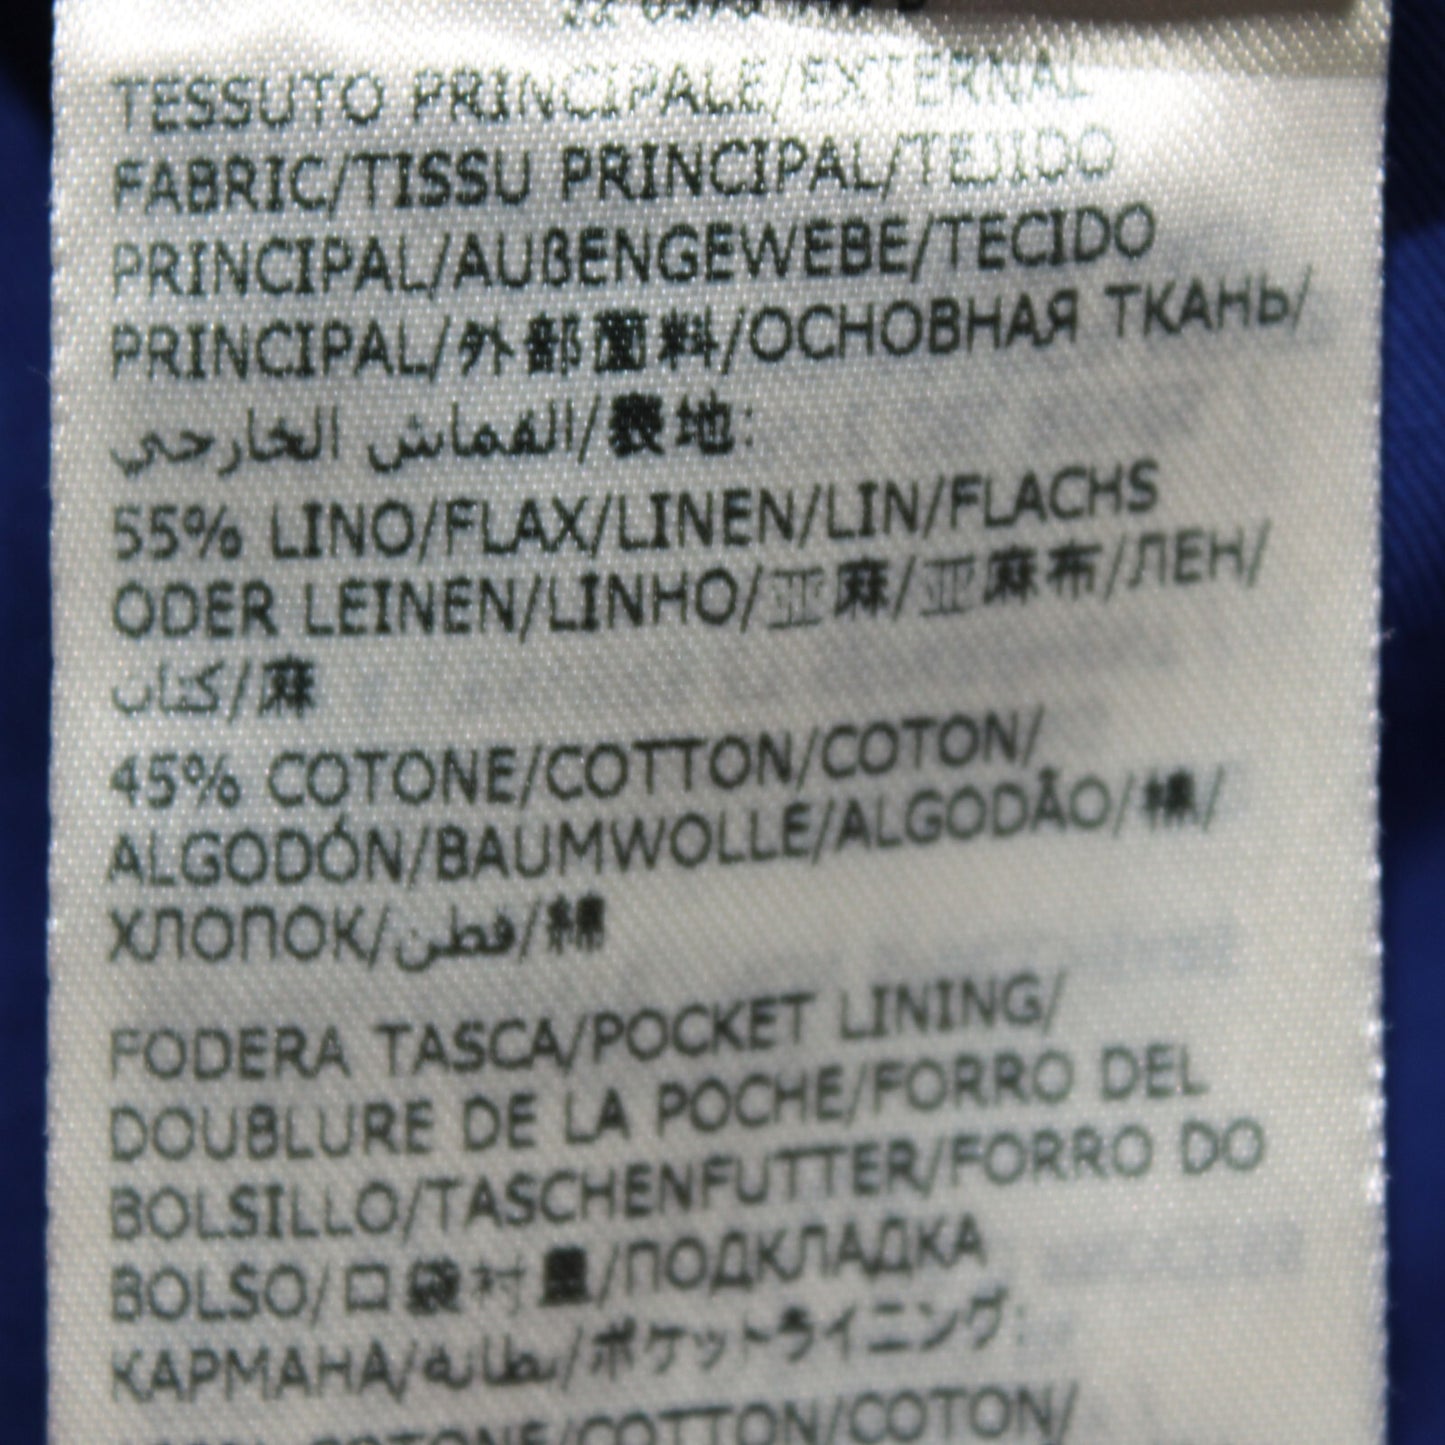 TESSUTO PRINCIPALE/EXTERNAL
FABRIC/TISSU PRINCIPAL/TEJIDO
PRINCIPAL/AUßENGEWEBE/TECIDO
PRINCIPAL/外部面料/ОСНОВНАЯ ТКАНЬ/
القماش الخارجي/表地:
55% LINO/FLAX/LINEN/LIN/FLACHS
ODER LEINEN/LINHO/亚麻/亚麻布/ЛЕН/
كتان/麻
45% COTONE/COTTON/COTON/
ALGODÓN/BAUMWOLLE/ALGODÃO/棉/
ХЛОПОК/قطن/綿
FODERA TASCA/POCKET LINING/
DOUBLURE DE LA POCHE/FORRO DEL
BOLSILLO/TASCHENFUTTER/FORRO DO
BOLSO/口袋衬里/ПОДКЛАДКА
КАРМАНА/بطانة/ポケットライニング:
COTONE/COTTON/COTON/